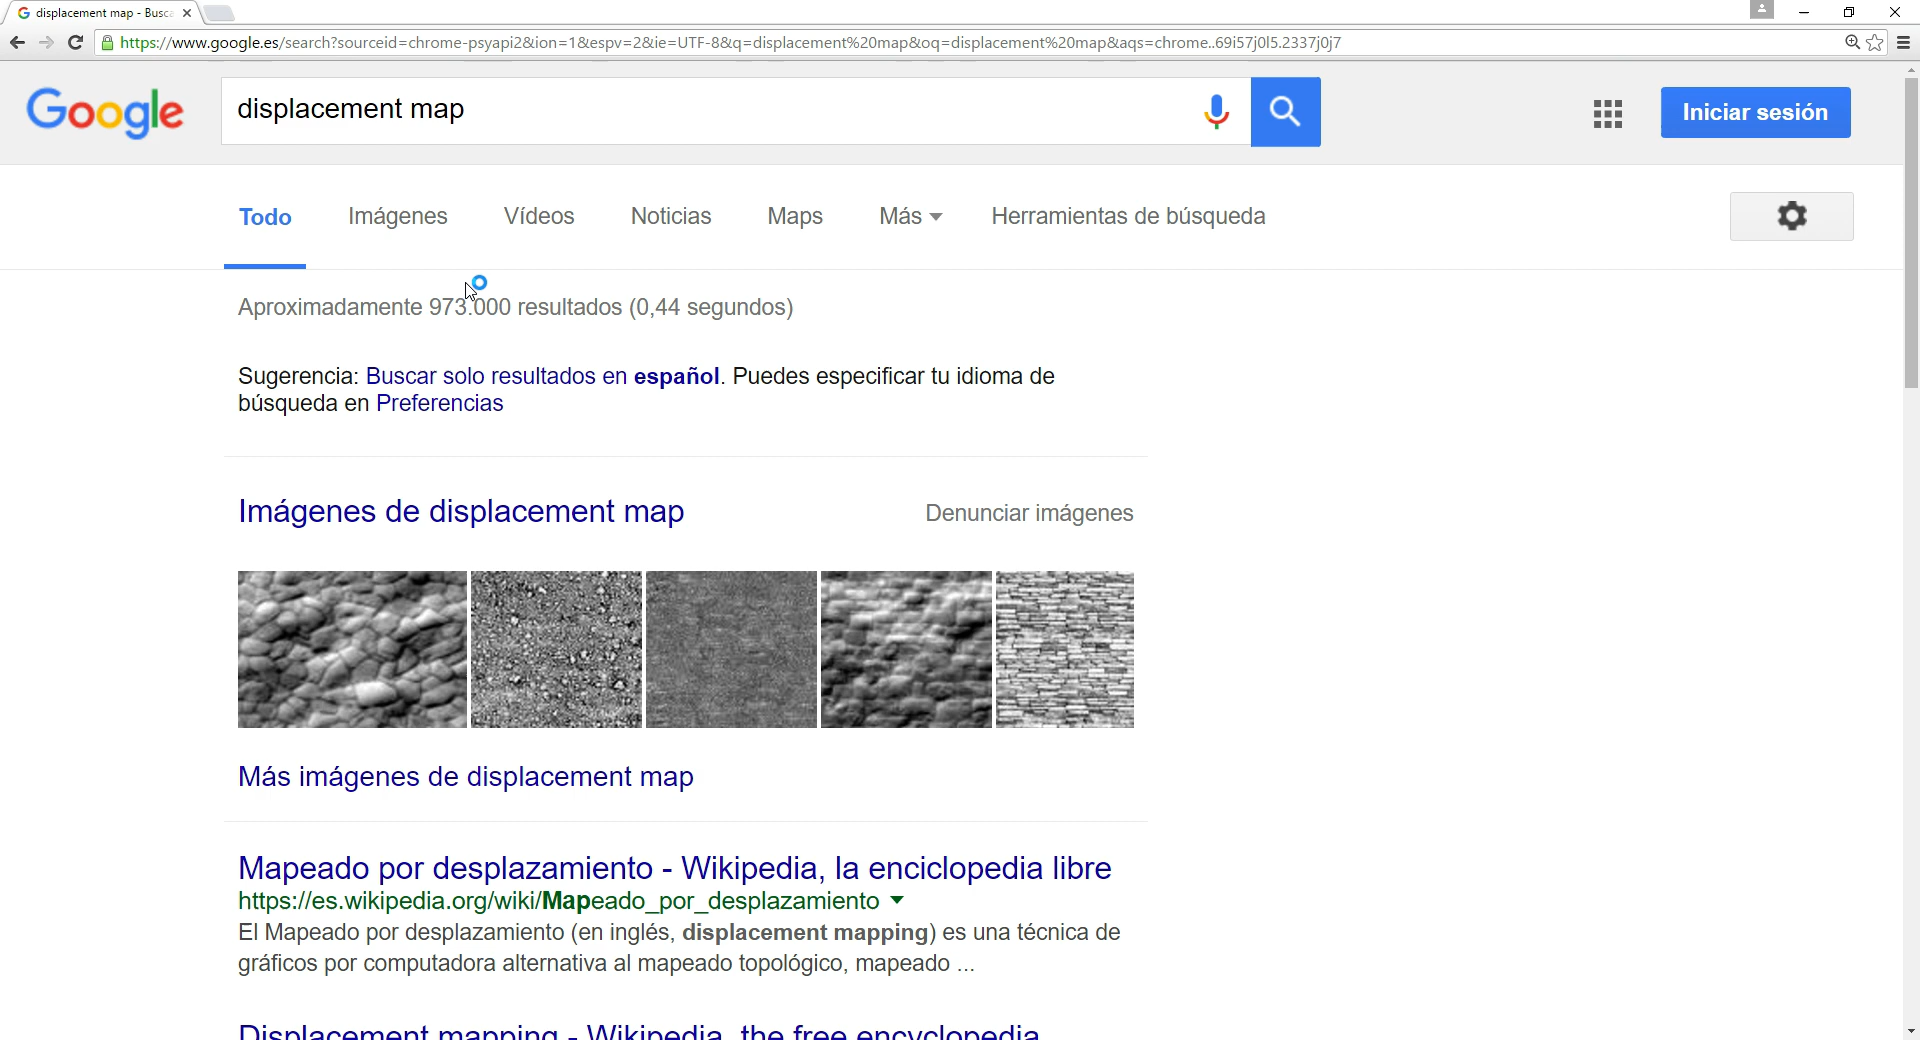 displacement map - Busca
https://www.google.es/search?sourceid=chrome-psyapi2&ion=1&espv=2&ie=UTF-8&q=displacement%20map&oq=displacement%20map&aqs=chrome..69i57j0l5.2337j0j7
Google
displacement map
Iniciar sesión
Todo Imágenes Vídeos Noticias Maps Más Herramientas de búsqueda
Aproximadamente 973.000 resultados (0,44 segundos)
Sugerencia: Buscar solo resultados en español. Puedes especificar tu idioma de
búsqueda en Preferencias
Imágenes de displacement map Denunciar imágenes
Más imágenes de displacement map
Mapeado por desplazamiento - Wikipedia, la enciclopedia libre
https://es.wikipedia.org/wiki/Mapeado_por_desplazamiento
El Mapeado por desplazamiento (en inglés, displacement mapping) es una técnica de
gráficos por computadora alternativa al mapeado topológico, mapeado ...
Displacement mapping - Wikipedia, the free encyclopedia